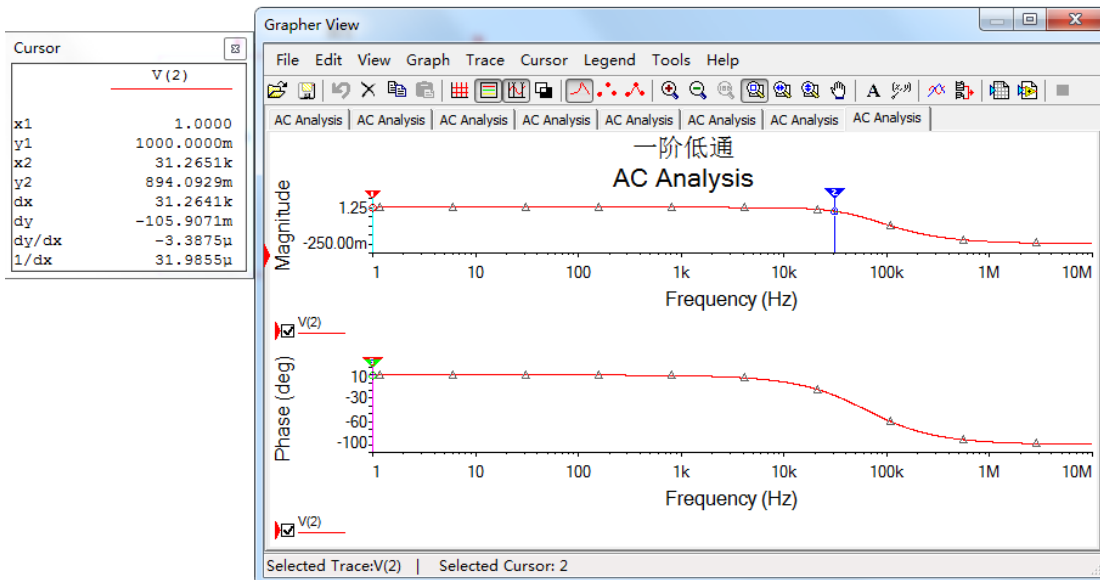 Cursor
V(2)
x1 1.0000
y1 1000.0000m
x2 31.2651k
y2 894.0929m
dx 31.2641k
dy -105.9071m
dy/dx -3.3875µ
1/dx 31.9855µ
Grapher View
File Edit View Graph Trace Cursor Legend Tools Help
AC Analysis AC Analysis AC Analysis AC Analysis AC Analysis AC Analysis AC Analysis AC Analysis
一阶低通
AC Analysis
Magnitude
1.25
-250.00m
1 10 100 1k 10k 100k 1M 10M
Frequency (Hz)
V(2)
Phase (deg)
10
-30
-60
-100
1 10 100 1k 10k 100k 1M 10M
Frequency (Hz)
V(2)
Selected Trace:V(2) | Selected Cursor: 2